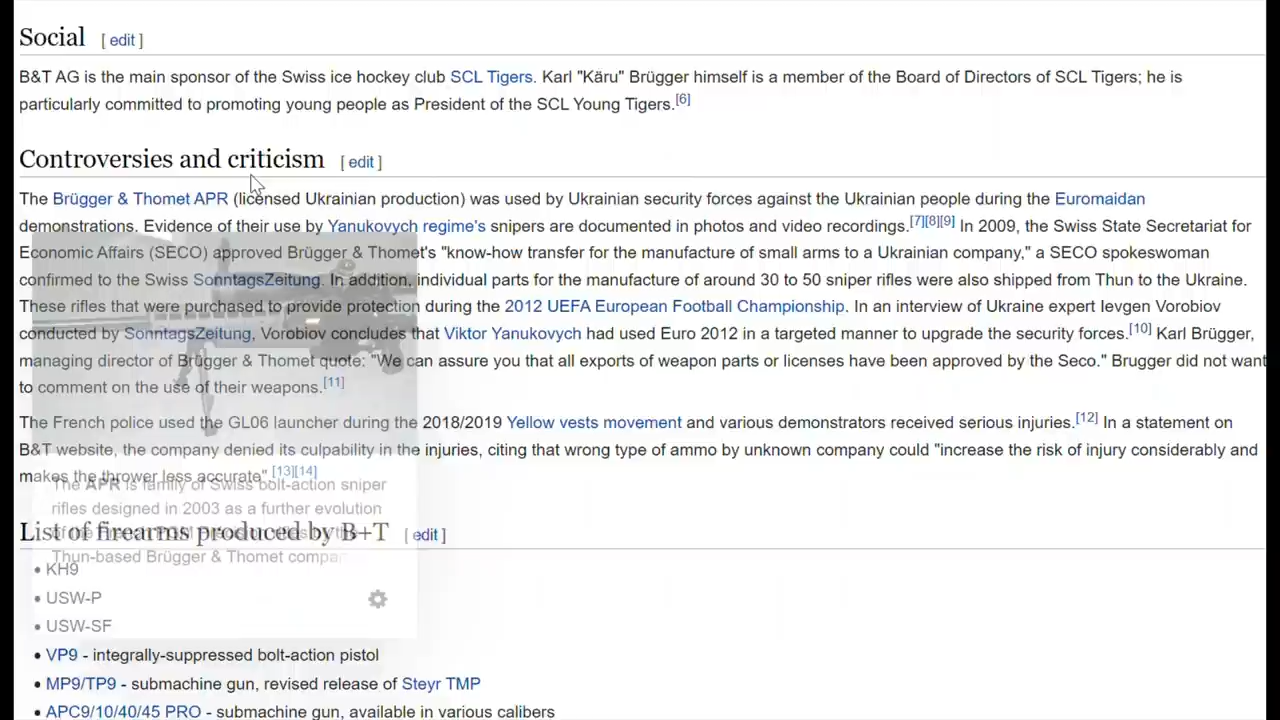 Social [ edit ]
B&T AG is the main sponsor of the Swiss ice hockey club SCL Tigers. Karl "Käru" Brügger himself is a member of the Board of Directors of SCL Tigers; he is
particularly committed to promoting young people as President of the SCL Young Tigers.[6]
Controversies and criticism [ edit ]
The Brügger & Thomet APR (licensed Ukrainian production) was used by Ukrainian security forces against the Ukrainian people during the Euromaidan
demonstrations. Evidence of their use by Yanukovych regime's snipers are documented in photos and video recordings.[7][8][9] In 2009, the Swiss State Secretariat for
Economic Affairs (SECO) approved Brügger & Thomet's "know-how transfer for the manufacture of small arms to a Ukrainian company," a SECO spokeswoman
confirmed to the Swiss SonntagsZeitung. In addition, individual parts for the manufacture of around 30 to 50 sniper rifles were also shipped from Thun to the Ukraine.
These rifles that were purchased to provide protection during the 2012 UEFA European Football Championship. In an interview of Ukraine expert Ievgen Vorobiov
conducted by SonntagsZeitung, Vorobiov concludes that Viktor Yanukovych had used Euro 2012 in a targeted manner to upgrade the security forces.[10] Karl Brügger,
managing director of Brügger & Thomet quote: "We can assure you that all exports of weapon parts or licenses have been approved by the Seco." Brugger did not want
to comment on the use of their weapons.[11]
The French police used the GL06 launcher during the 2018/2019 Yellow vests movement and various demonstrators received serious injuries.[12] In a statement on
B&T website, the company denied its culpability in the injuries, citing that wrong type of ammo by unknown company could "increase the risk of injury considerably and
makes the thrower less accurate".[13][14]
The APR is family of Swiss bolt-action sniper
rifles designed in 2003 as a further evolution
of the
Thun-based Brügger & Thomet compa
List of firearms produced by B+T [ edit ]
• KH9
• USW-P
• USW-SF
• VP9 - integrally-suppressed bolt-action pistol
• MP9/TP9 - submachine gun, revised release of Steyr TMP
• APC9/10/40/45 PRO - submachine gun, available in various calibers